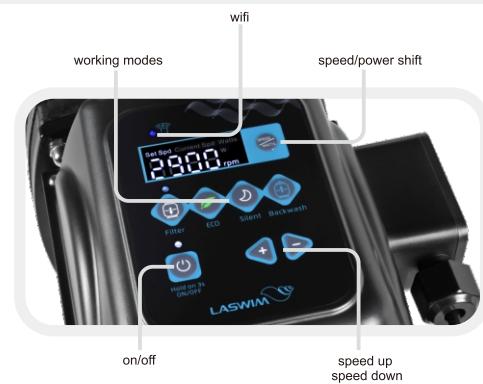 wifi
working modes
speed/power shift
Set Spd Current Spd Watts
2900 rpm
W
Filter
ECO
Silent
Backwash
Hold on 3s
ON/OFF
LASWIM
on/off
speed up
speed down